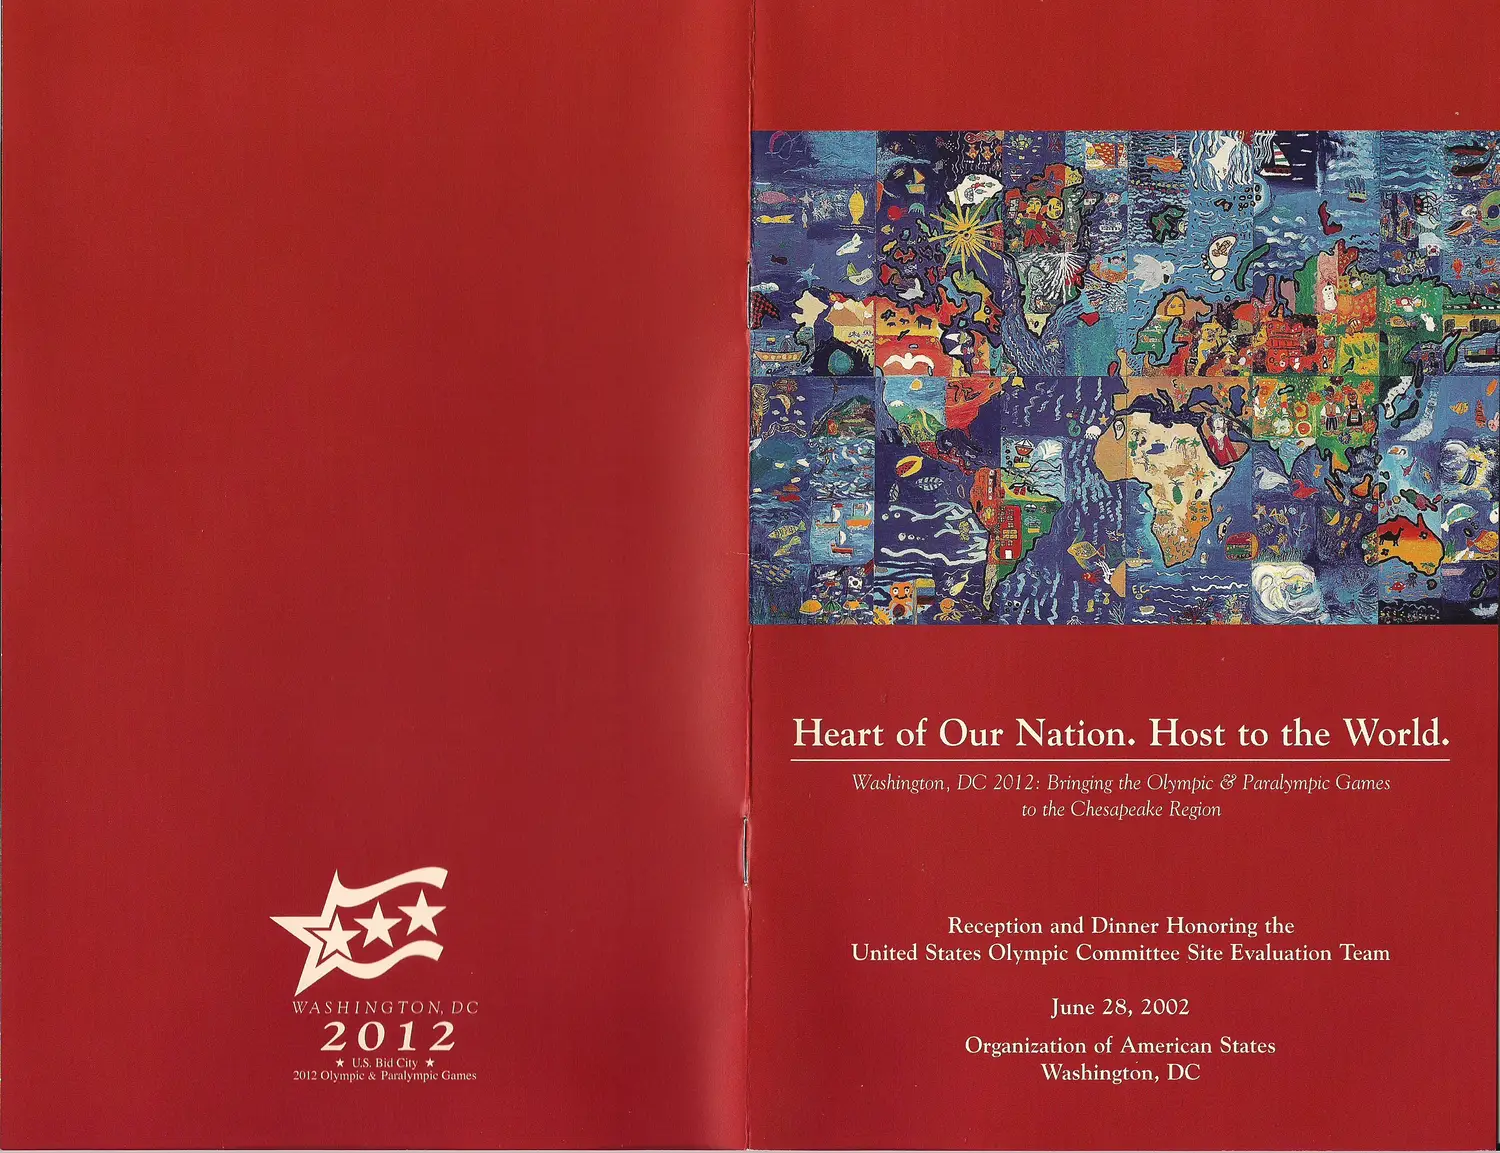 Heart of Our Nation. Host to the World.
Washington, DC 2012: Bringing the Olympic & Paralympic Games
to the Chesapeake Region
Reception and Dinner Honoring the
United States Olympic Committee Site Evaluation Team
June 28, 2002
Organization of American States
Washington, DC
WASHINGTON, DC
2012
★ U.S. Bid City ★
2012 Olympic & Paralympic Games